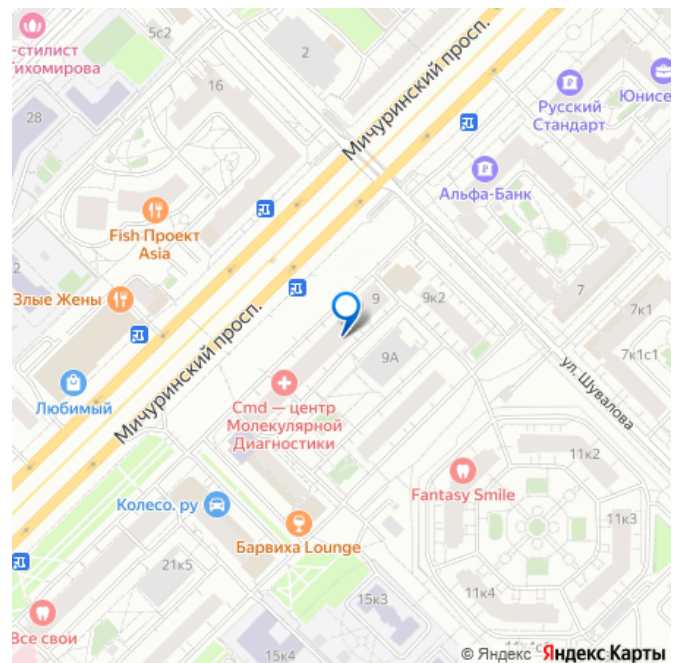 5с2
-стилист
ихомирова
2
Мичуринский просп.
16
Юнисе
Русский
Стандарт
28
Альфа-Банк
Fish Проект
Asia
Злые Жены
9
9к2
7
7к1
Мичуринский просп.
9А
7к1с1
ул. Шувалова
Любимый
Cmd — центр
Молекулярной
Диагностики
11к2
Fantasy Smile
Колесо. ру
11к3
Барвиха Lounge
21к5
15к3
11к4
Все свои
15к4
© Яндекс Яндекс Карты